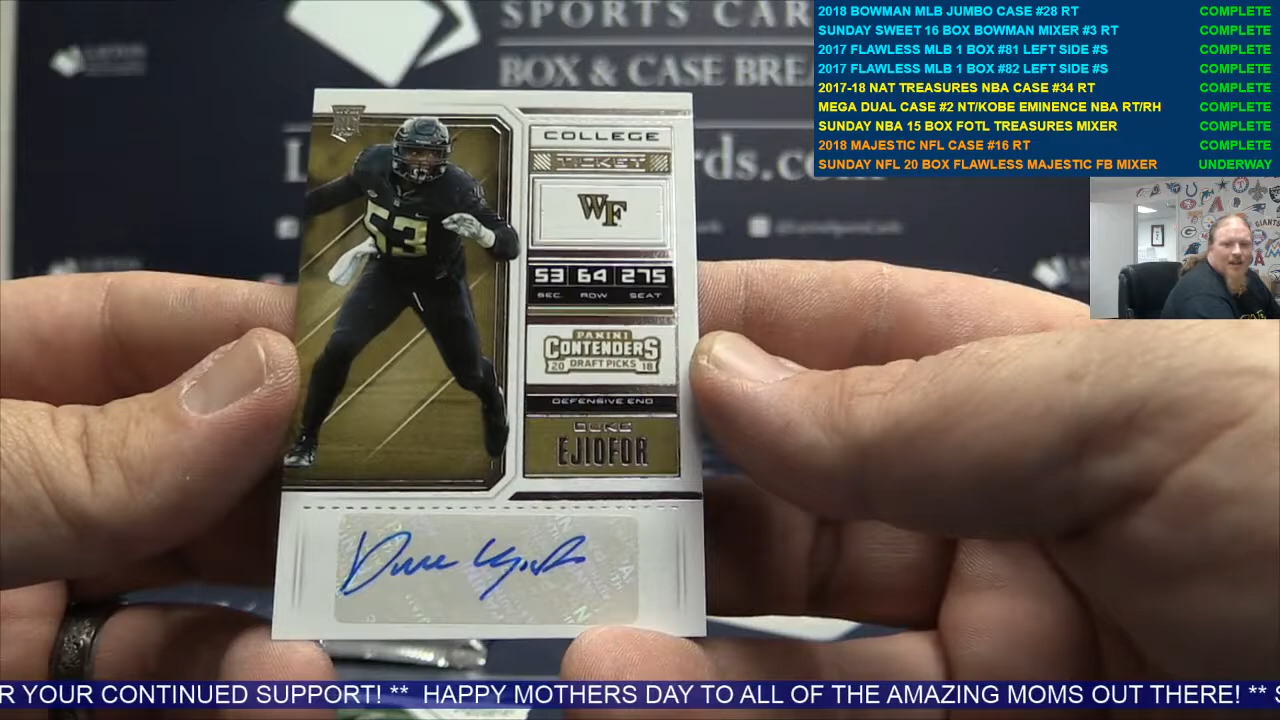 SPORTS CAR
BOX & CASE BREA
rds.com
2018 BOWMAN MLB JUMBO CASE #28 RT COMPLETE
SUNDAY SWEET 16 BOX BOWMAN MIXER #3 RT COMPLETE
2017 FLAWLESS MLB 1 BOX #81 LEFT SIDE #S COMPLETE
2017 FLAWLESS MLB 1 BOX #82 LEFT SIDE #S COMPLETE
2017-18 NAT TREASURES NBA CASE #34 RT COMPLETE
MEGA DUAL CASE #2 NT/KOBE EMINENCE NBA RT/RH COMPLETE
SUNDAY NBA 15 BOX FOTL TREASURES MIXER COMPLETE
2018 MAJESTIC NFL CASE #16 RT COMPLETE
SUNDAY NFL 20 BOX FLAWLESS MAJESTIC FB MIXER UNDERWAY
RC
53
COLLEGE
TICKET
WF
53 64 275
SEC. ROW SEAT
PANINI
CONTENDERS
20 DRAFT PICKS 18
DEFENSIVE END
DUKE
EJIOFOR
R YOUR CONTINUED SUPPORT! ** HAPPY MOTHERS DAY TO ALL OF THE AMAZING MOMS OUT THERE! ** S